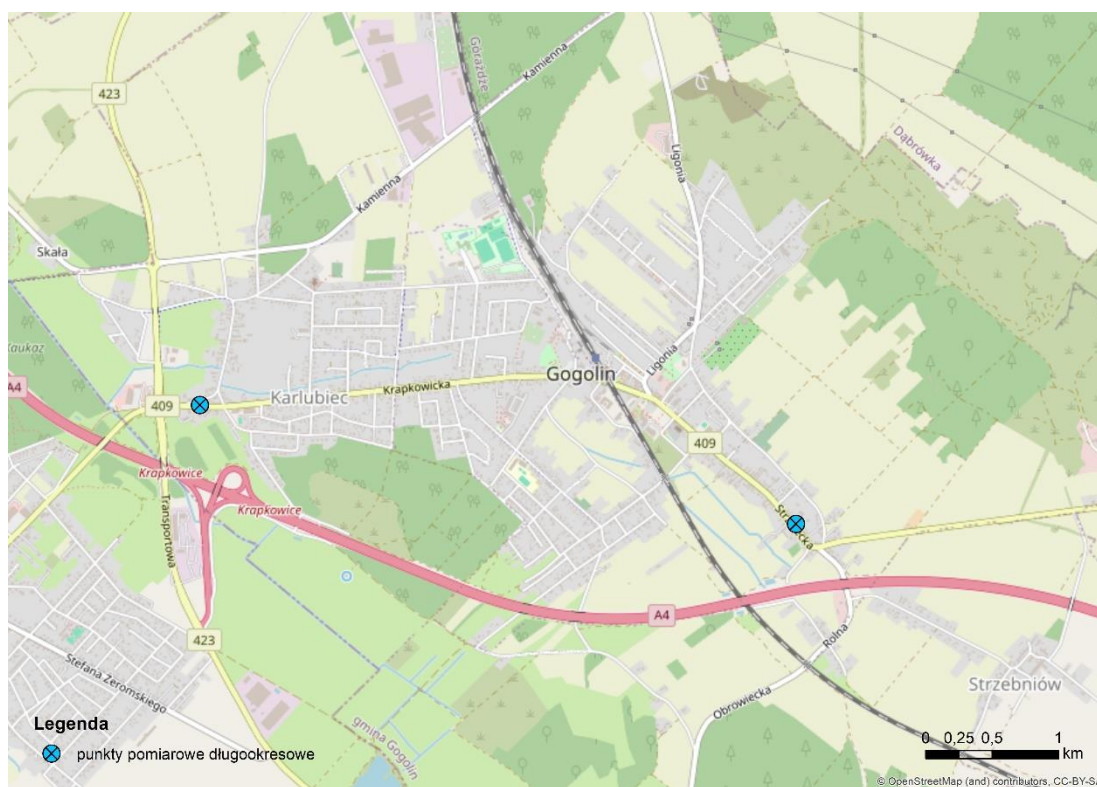 Górażdże
Kamienna
423
Dąbrówka
Ligonia
Kamienna
Skała
Kaukaz
A4
Ligonia
Gogolin
Krapkowicka
Karlubiec
409
409
Krapkowice
Krapkowice
Transportowa
Strzelecka
A4
423
Rolna
Stefana Żeromskiego
Strzebniów
Obrowiecka
gmina Gogolin
Legenda
punkty pomiarowe długookresowe
0 0,25 0,5 1
km
© OpenStreetMap (and) contributors, CC-BY-SA